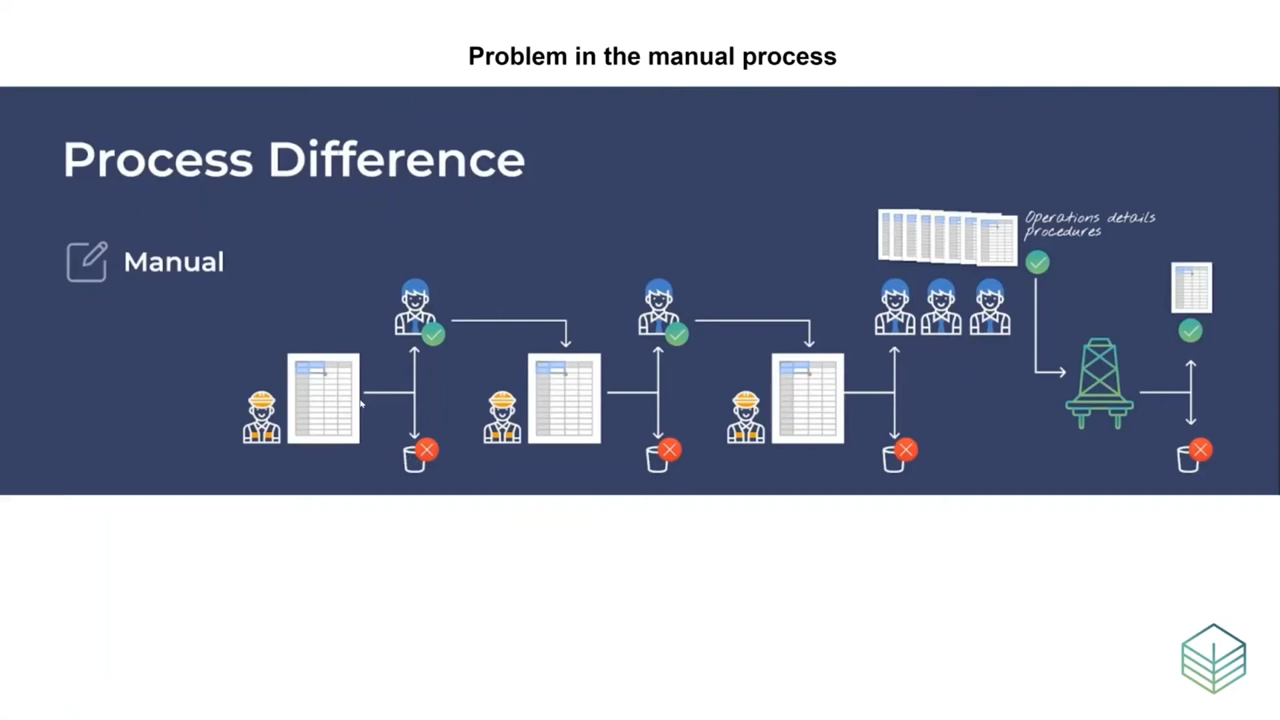 Problem in the manual process
Process Difference
Manual
Operations details
procedures